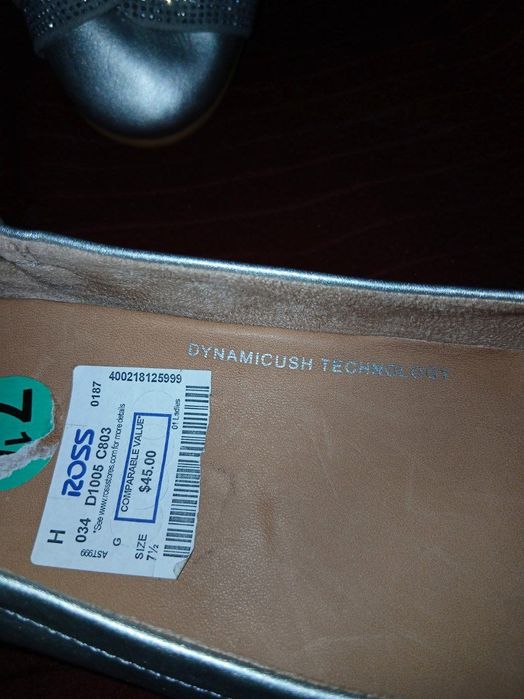 DYNAMICUSH TECHNOLOGY
400218125999
0187
ROSS
D1005 C803
034
H
*See www.rossstores.com for more details
COMPARABLE VALUE*
$45.00
01 Ladies
AST999
G
SIZE
7½